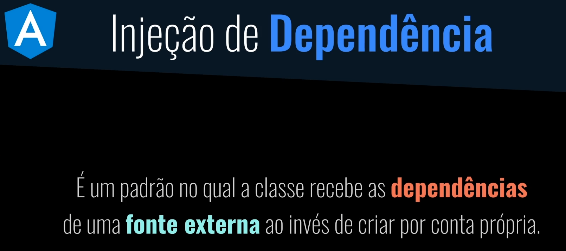 A
Injeção de Dependência
É um padrão no qual a classe recebe as dependências
de uma fonte externa ao invés de criar por conta própria.